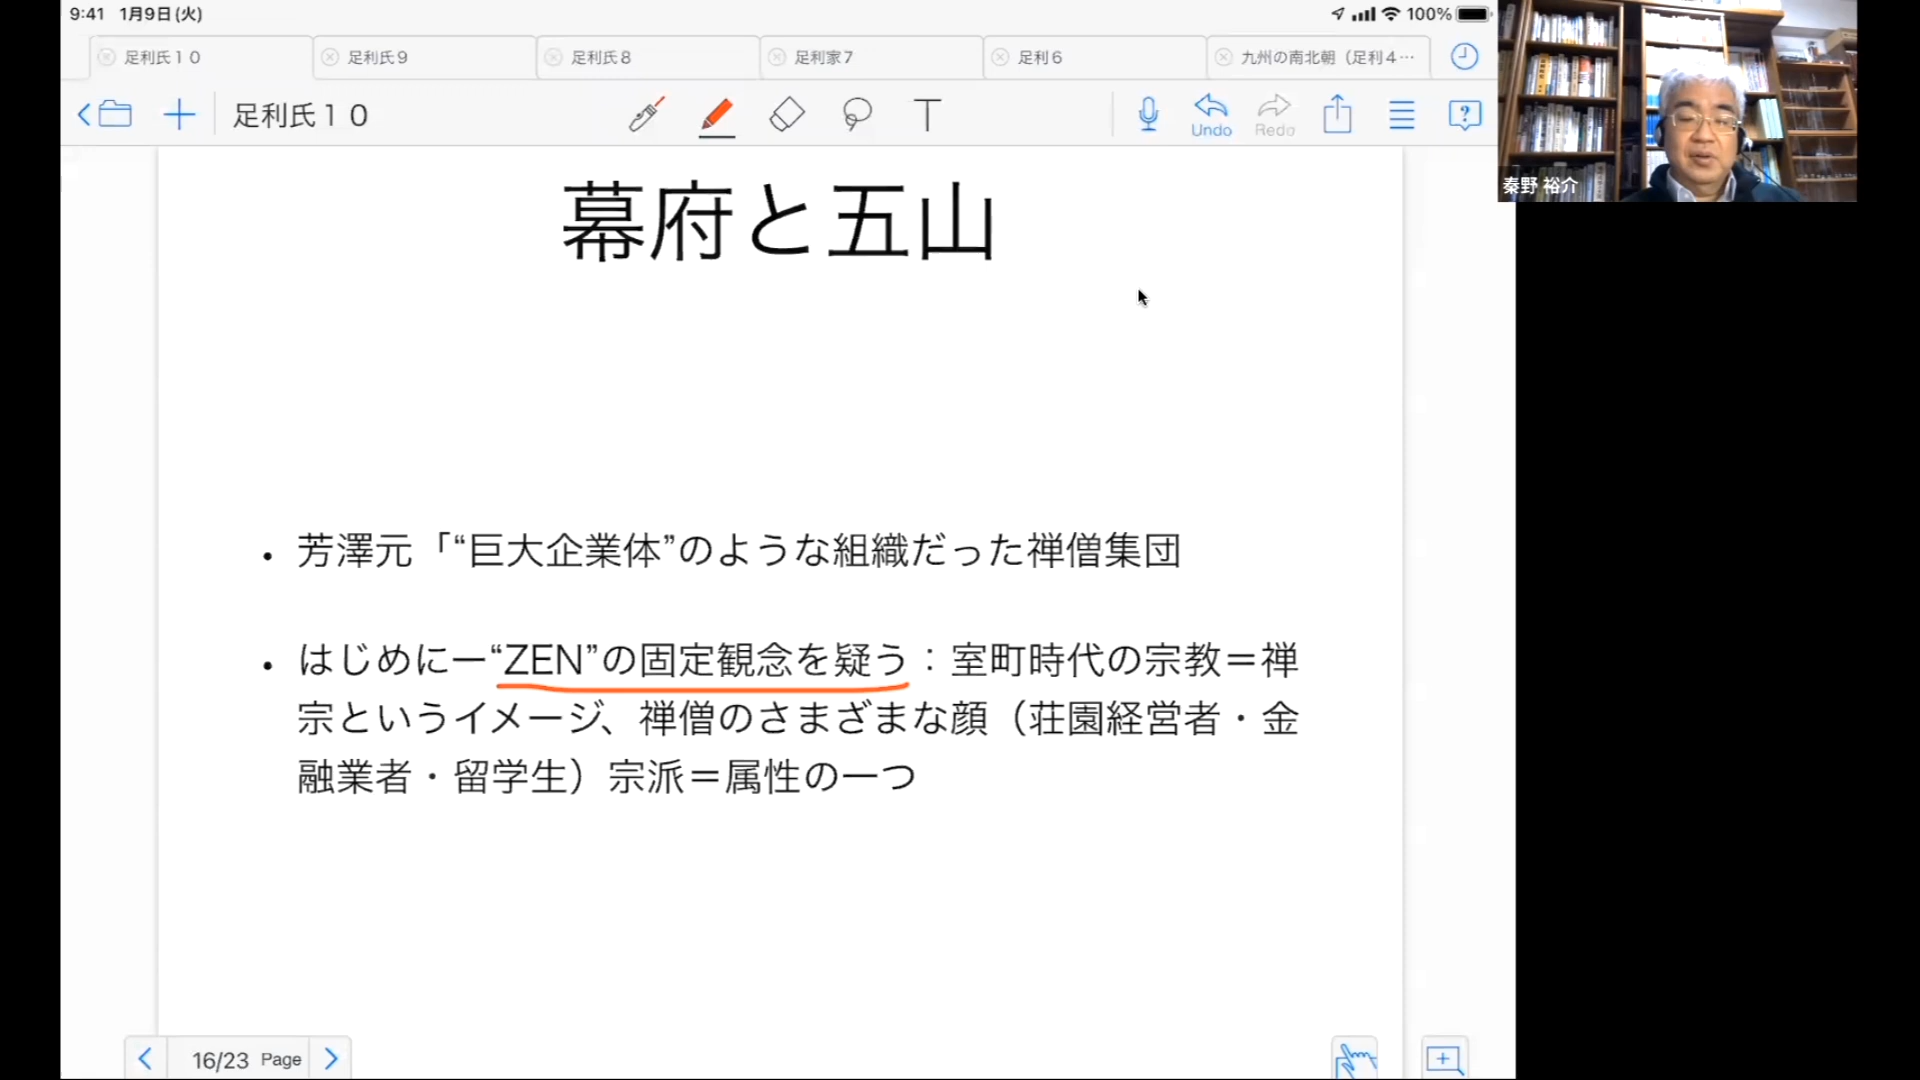 9:41 1月9日(火) 100%
足利氏１０ 足利氏９ 足利氏８ 足利家７ 足利６ 九州の南北朝（足利４…
足利氏１０ T Undo Redo ?
秦野 裕介
幕府と五山
• 芳澤元「“巨大企業体”のような組織だった禅僧集団
• はじめにー“ZEN”の固定観念を疑う：室町時代の宗教＝禅
宗というイメージ、禅僧のさまざまな顔（荘園経営者・金
融業者・留学生）宗派＝属性の一つ
16/23 Page